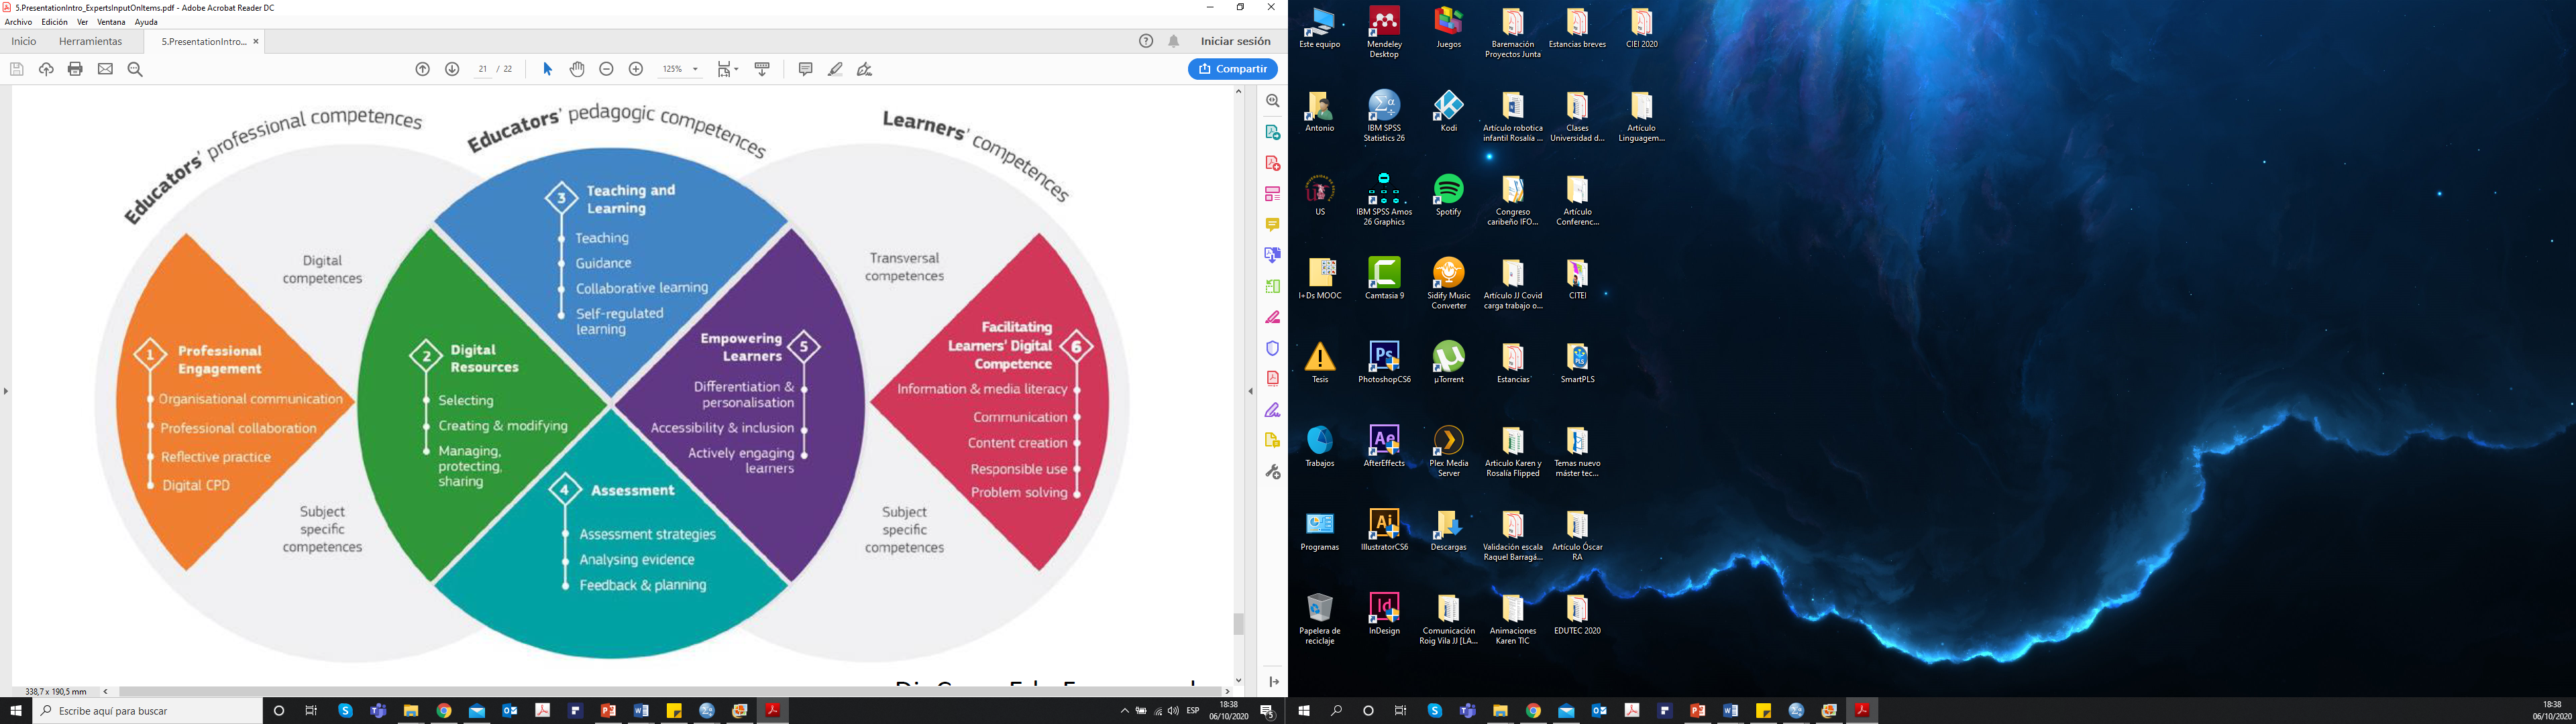 5.PresentationIntro_ExpertsInputOnItems.pdf - Adobe Acrobat Reader DC
Archivo Edición Ver Ventana Ayuda
Inicio Herramientas 5.PresentationIntro... ×
Iniciar sesión
21 / 22
125%
Compartir
Educators' professional competences
Educators' pedagogic competences
Learners' competences
Digital
competences
Transversal
competences
Subject
specific
competences
Subject
specific
competences
1 Professional
Engagement
Organisational communication
Professional collaboration
Reflective practice
Digital CPD
2 Digital
Resources
Selecting
Creating & modifying
Managing,
protecting,
sharing
3 Teaching and
Learning
Teaching
Guidance
Collaborative learning
Self-regulated
learning
4 Assessment
Assessment strategies
Analysing evidence
Feedback & planning
Empowering 5
Learners
Differentiation &
personalisation
Accessibility & inclusion
Actively engaging
learners
Facilitating
Learners' Digital 6
Competence
Information & media literacy
Communication
Content creation
Responsible use
Problem solving
338,7 x 190,5 mm
Escribe aquí para buscar
ESP
18:38
06/10/2020
5
Este equipo
Mendeley
Desktop
Juegos
Baremación
Proyectos Junta
Estancias breves
CIEI 2020
Antonio
IBM SPSS
Statistics 26
Kodi
Artículo robotica
infantil Rosalía ...
Clases
Universidad d...
Artículo
Linguagem...
US
IBM SPSS Amos
26 Graphics
Spotify
Congreso
caribeño IFO...
Artículo
Conferenc...
I+Ds MOOC
Camtasia 9
Sidify Music
Converter
Artículo JJ Covid
carga trabajo o...
CITEI
Tesis
PhotoshopCS6
µTorrent
Estancias
SmartPLS
Trabajos
AfterEffects
Plex Media
Server
Articulo Karen y
Rosalía Flipped
Temas nuevo
máster tec...
Programas
IllustratorCS6
Descargas
Validación escala
Raquel Barragá...
Artículo Óscar
RA
Papelera de
reciclaje
InDesign
Comunicación
Roig Vila JJ [LA...
Animaciones
Karen TIC
EDUTEC 2020
18:38
06/10/2020